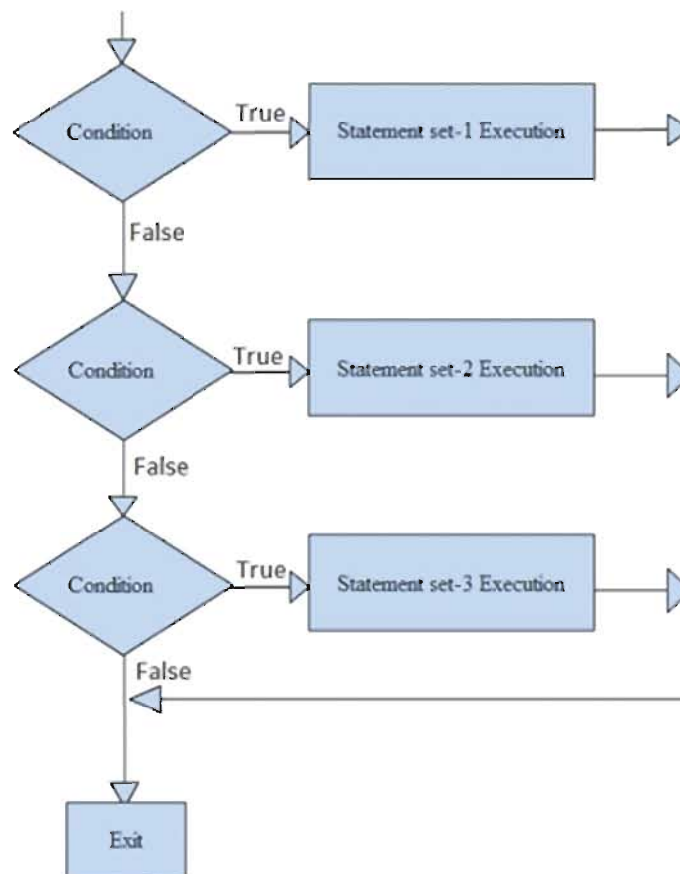 Condition
True
Statement set-1 Execution
False
Condition
True
Statement set-2 Execution
False
Condition
True
Statement set-3 Execution
False
Exit